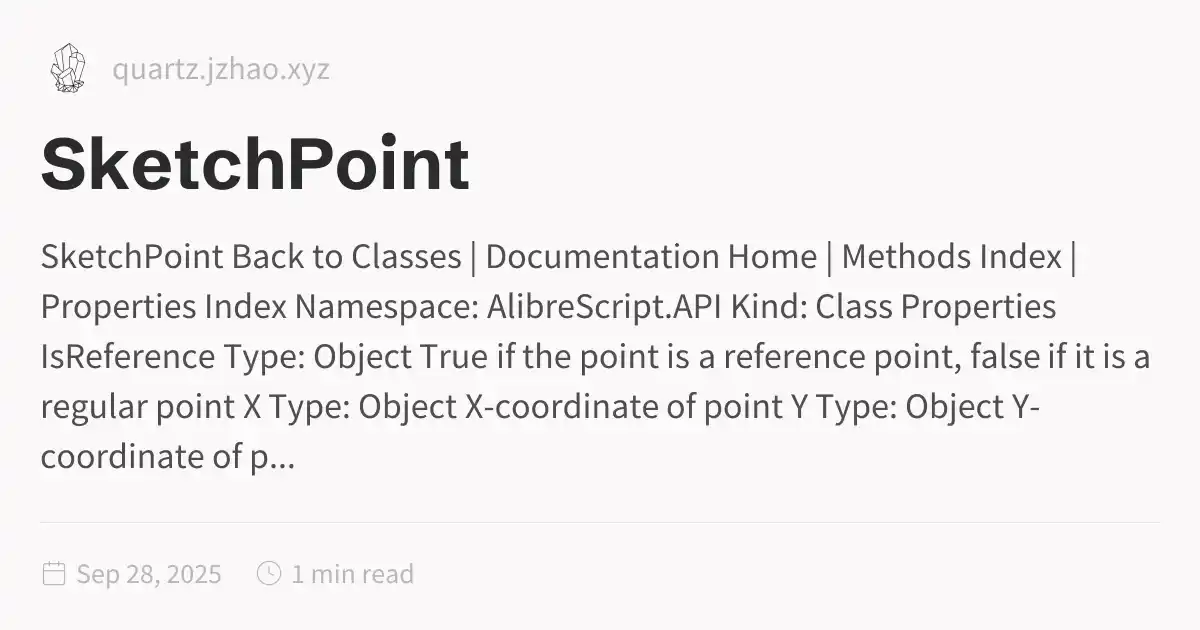 quartz.jzhao.xyz
SketchPoint
SketchPoint Back to Classes | Documentation Home | Methods Index |
Properties Index Namespace: AlibreScript.API Kind: Class Properties
IsReference Type: Object True if the point is a reference point, false if it is a
regular point X Type: Object X-coordinate of point Y Type: Object Y-
coordinate of p...
Sep 28, 2025 1 min read